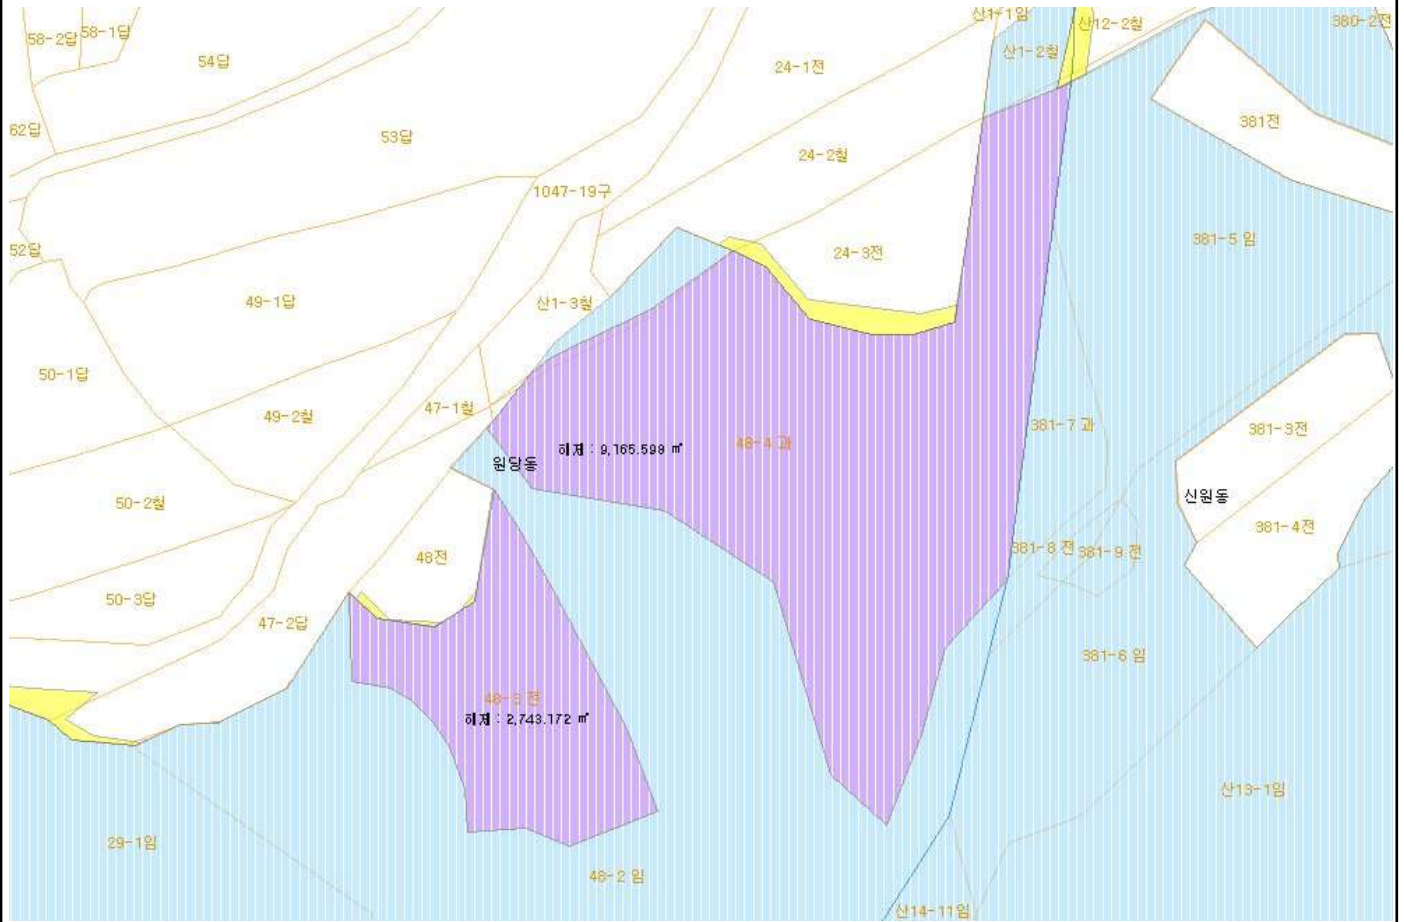 산1-1임
산12-2철
380-2전
58-2답
58-1답
산1-2철
54답
24-1전
381전
62답
53답
24-2철
1047-19구
381-5 임
52답
24-3전
49-1답
산1-3철
50-1답
47-1철
49-2철
381-7 과
381-3전
48-4 과
해제 : 9,165.598 ㎡
원당동
신원동
50-2철
381-4전
48전
381-8 전
381-9 전
50-3답
47-2답
381-6 임
48-3 전
해제 : 2,743.172 ㎡
산13-1임
29-1임
48-2 임
산14-11임